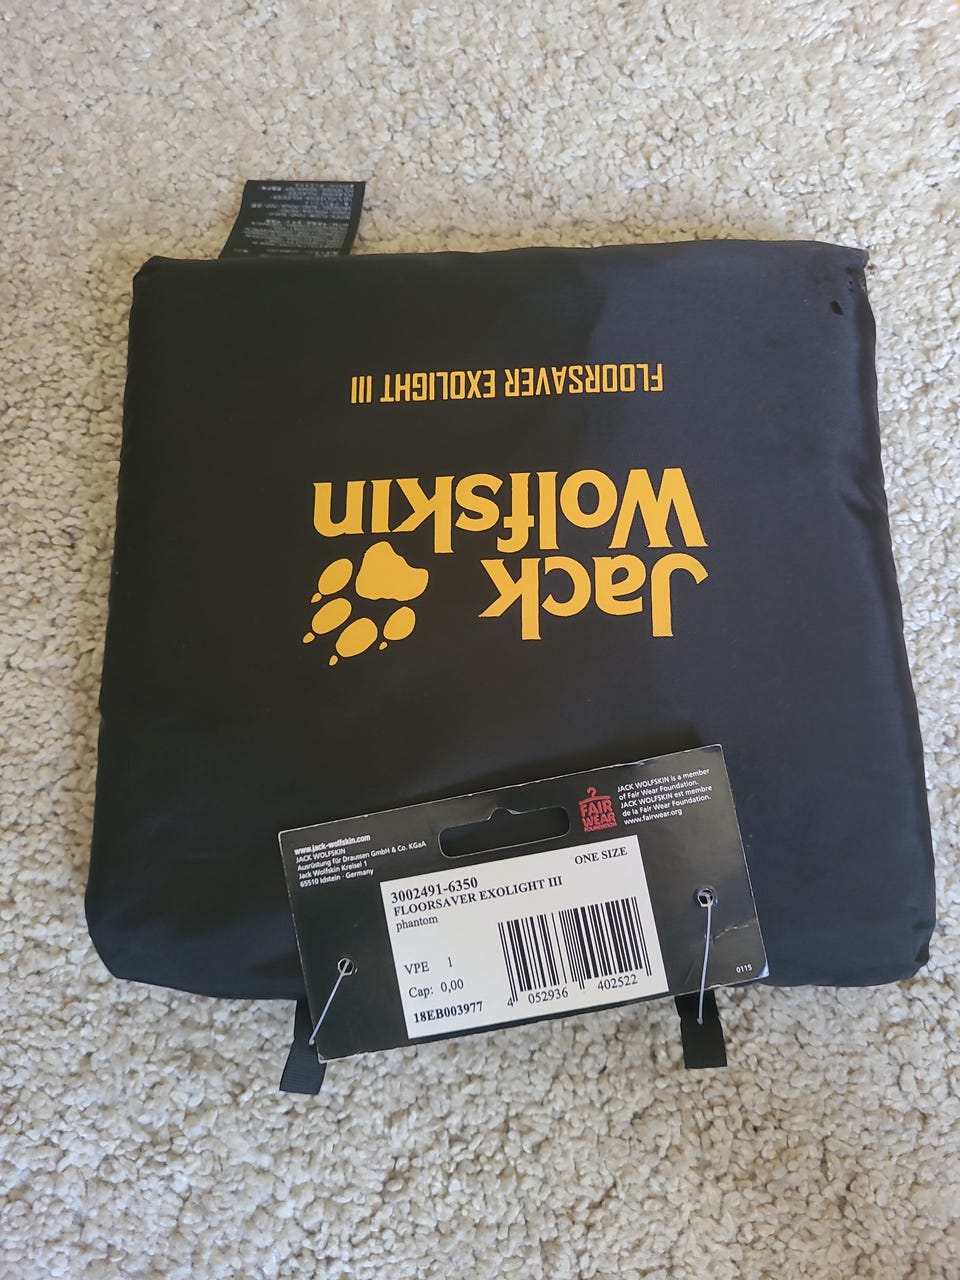 FLOORSAVER EXOLIGHT III
Jack
Wolfskin
www.jack-wolfskin.com
JACK WOLFSKIN
Ausrüstung für Draussen GmbH & Co. KGaA
Jack Wolfskin Kreisel 1
65510 Idstein · Germany
FAIR
WEAR
FOUNDATION
JACK WOLFSKIN is a member
of Fair Wear Foundation.
JACK WOLFSKIN est membre
de la Fair Wear Foundation.
www.fairwear.org
ONE SIZE
3002491-6350
FLOORSAVER EXOLIGHT III
phantom
VPE 1
Cap: 0,00
18EB003977
4 052936 402522
0115